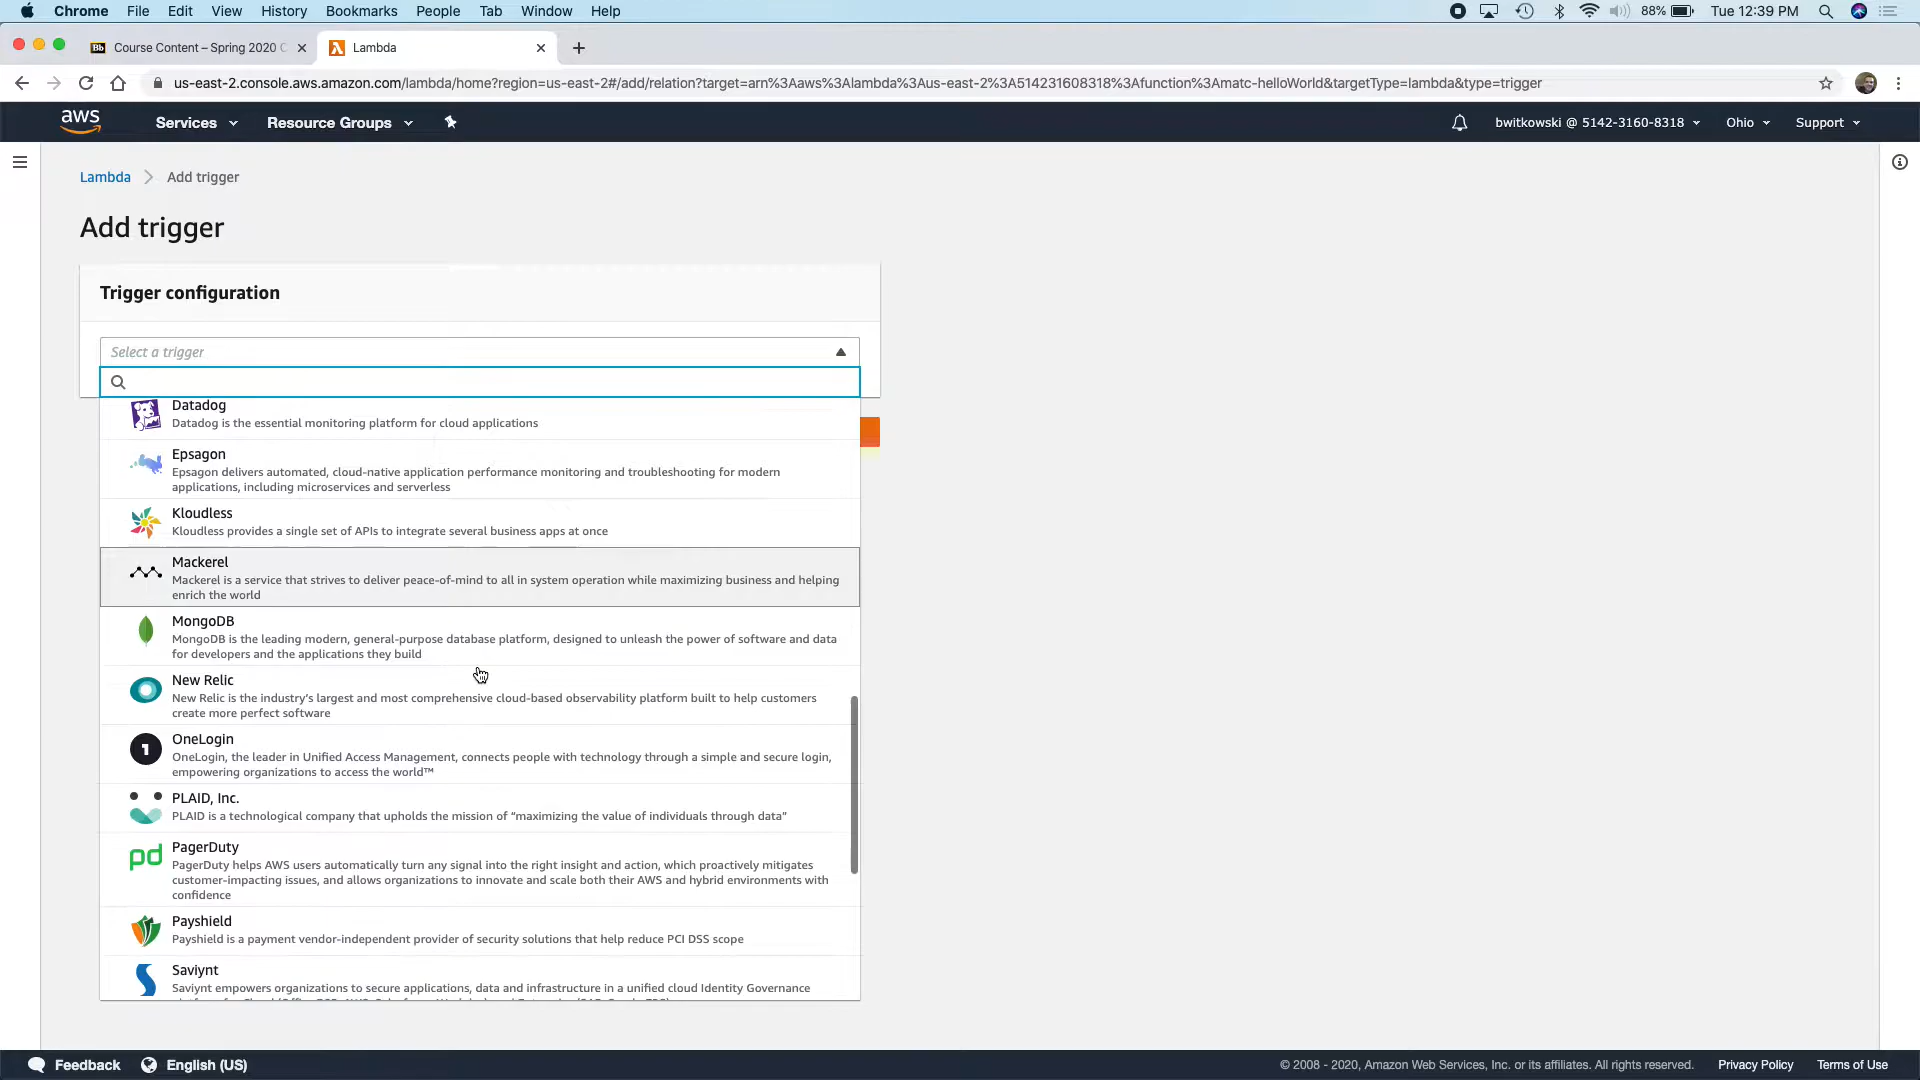 Chrome File Edit View History Bookmarks People Tab Window Help 88% Tue 12:39 PM
Bb Course Content – Spring 2020 C Lambda
us-east-2.console.aws.amazon.com/lambda/home?region=us-east-2#/add/relation?target=arn%3Aaws%3Alambda%3Aus-east-2%3A514231608318%3Afunction%3Amatc-helloWorld&targetType=lambda&type=trigger
aws Services Resource Groups bwitkowski @ 5142-3160-8318 Ohio Support
Lambda Add trigger
Add trigger
Trigger configuration
Select a trigger
Datadog
Datadog is the essential monitoring platform for cloud applications
Epsagon
Epsagon delivers automated, cloud-native application performance monitoring and troubleshooting for modern
applications, including microservices and serverless
Kloudless
Kloudless provides a single set of APIs to integrate several business apps at once
Mackerel
Mackerel is a service that strives to deliver peace-of-mind to all in system operation while maximizing business and helping
enrich the world
MongoDB
MongoDB is the leading modern, general-purpose database platform, designed to unleash the power of software and data
for developers and the applications they build
New Relic
New Relic is the industry's largest and most comprehensive cloud-based observability platform built to help customers
create more perfect software
1 OneLogin
OneLogin, the leader in Unified Access Management, connects people with technology through a simple and secure login,
empowering organizations to access the world™
PLAID, Inc.
PLAID is a technological company that upholds the mission of “maximizing the value of individuals through data”
pd PagerDuty
PagerDuty helps AWS users automatically turn any signal into the right insight and action, which proactively mitigates
customer-impacting issues, and allows organizations to innovate and scale both their AWS and hybrid environments with
confidence
Payshield
Payshield is a payment vendor-independent provider of security solutions that help reduce PCI DSS scope
Saviynt
Saviynt empowers organizations to secure applications, data and infrastructure in a unified cloud Identity Governance
Feedback English (US) © 2008 - 2020, Amazon Web Services, Inc. or its affiliates. All rights reserved. Privacy Policy Terms of Use